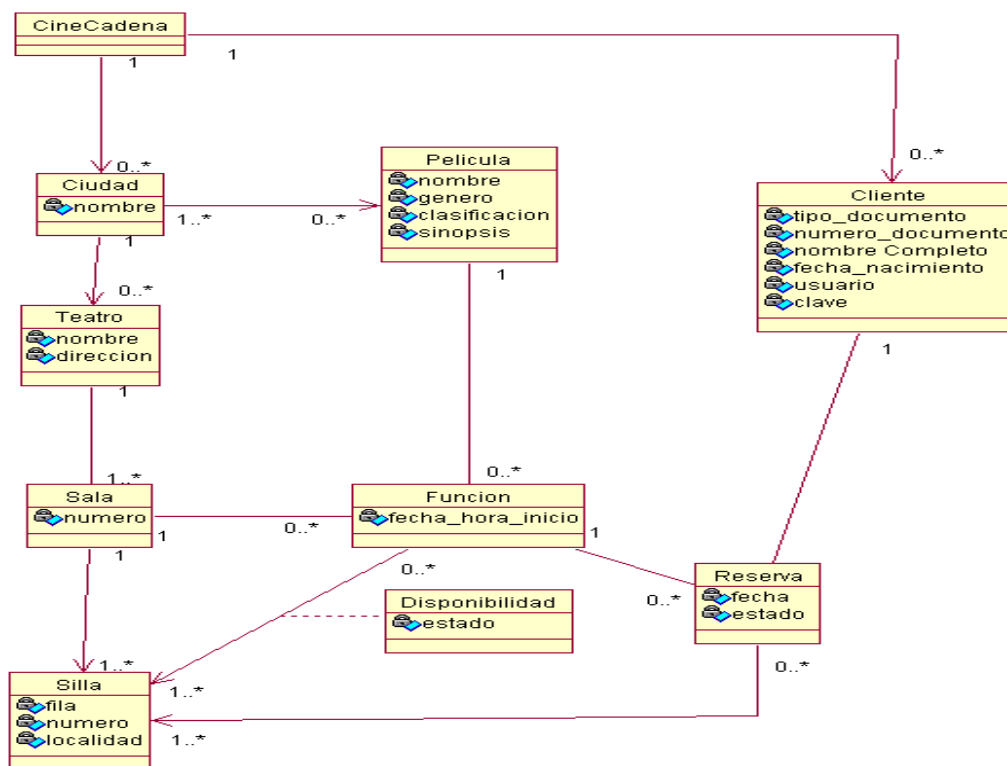 CineCadena
1
1
0..*
0..*
Ciudad
nombre
1..*
0..*
1
Pelicula
nombre
genero
clasificacion
sinopsis
1
Cliente
tipo_documento
numero_documento
nombre Completo
fecha_nacimiento
usuario
clave
1
0..*
Teatro
nombre
direccion
1
1..*
Sala
numero
1
1
0..*
0..*
Funcion
fecha_hora_inicio
1
0..*
0..*
Disponibilidad
estado
Reserva
fecha
estado
0..*
1..*
1..*
1..*
Silla
fila
numero
localidad